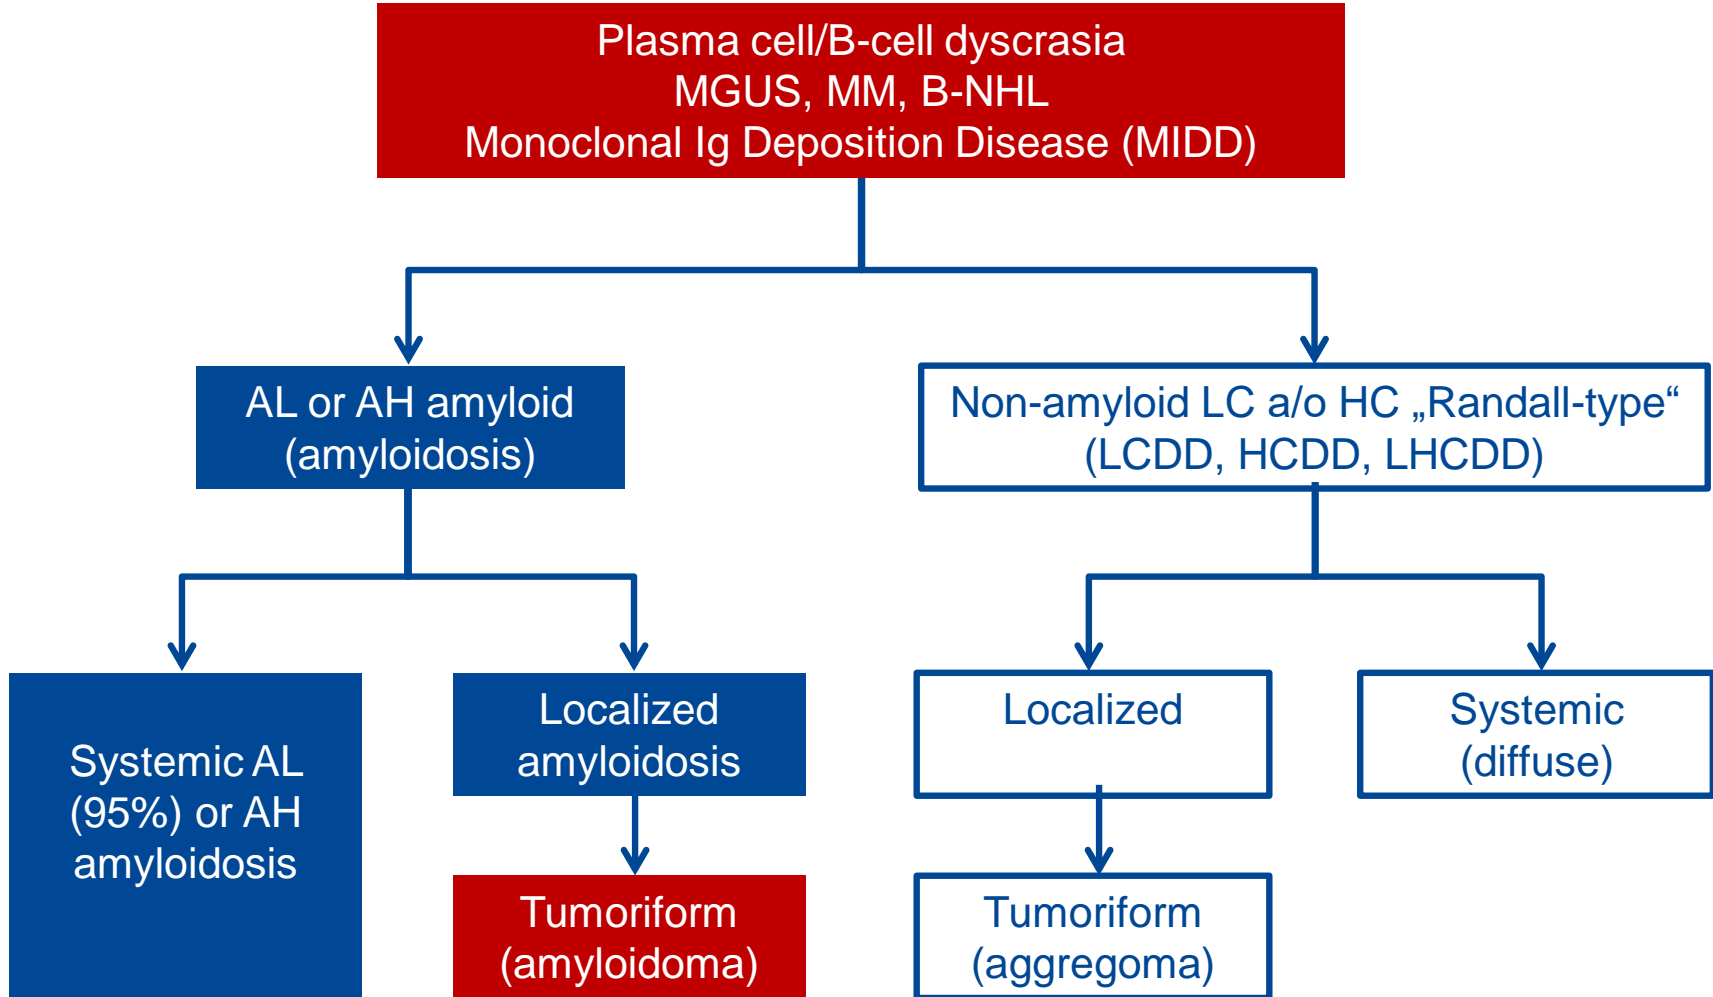 Plasma cell/B-cell dyscrasia
MGUS, MM, B-NHL
Monoclonal Ig Deposition Disease (MIDD)
AL or AH amyloid
(amyloidosis)
Non-amyloid LC a/o HC „Randall-type“
(LCDD, HCDD, LHCDD)
Systemic AL
(95%) or AH
amyloidosis
Localized
amyloidosis
Localized
Systemic
(diffuse)
Tumoriform
(amyloidoma)
Tumoriform
(aggregoma)